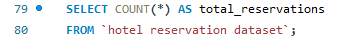 79 SELECT COUNT(*) AS total_reservations
80 FROM `hotel reservation dataset`;